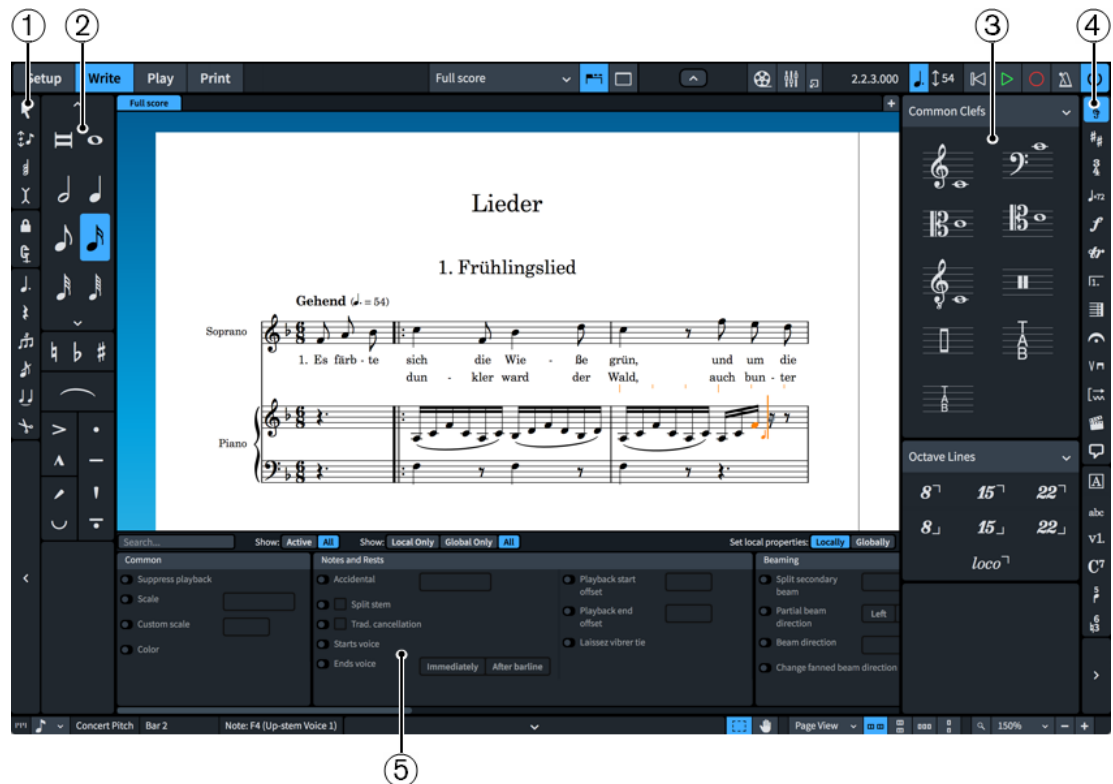 1 2 3 4
Setup Write Play Print Full score 2.2.3.000 54
Full score
Common Clefs
Lieder
1. Frühlingslied
Gehend (♩. = 54)
Soprano
1. Es färb - te sich die Wie - ße grün, und um die
dun - kler ward der Wald, auch bun - ter
Piano
Octave Lines
8 15 22
8 15 22
loco
Search... Show: Active All Show: Local Only Global Only All Set local properties: Locally Globally
Common Notes and Rests Beaming
Suppress playback Accidental Playback start offset Split secondary beam
Scale Split stem Playback end offset Partial beam direction Left
Custom scale Trad. cancellation Laissez vibrer tie Beam direction
Color Starts voice Change fanned beam direction
Ends voice Immediately After barline
Concert Pitch Bar 2 Note: F4 (Up-stem Voice 1) Page View 150%
5